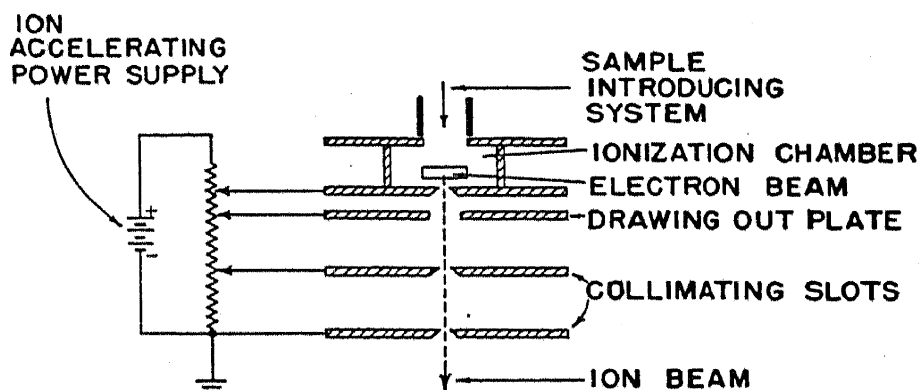 ION
ACCELERATING
POWER SUPPLY
SAMPLE
INTRODUCING
SYSTEM
IONIZATION CHAMBER
ELECTRON BEAM
DRAWING OUT PLATE
COLLIMATING SLOTS
ION BEAM
+
-